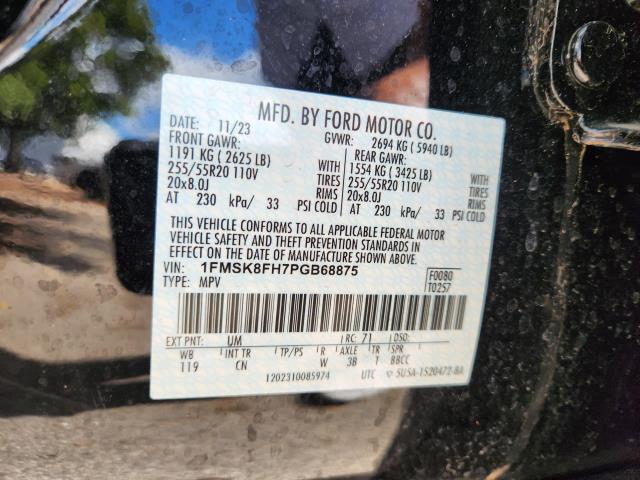 MFD. BY FORD MOTOR CO.
DATE: 11/23 GVWR: 2694 KG ( 5940 LB)
FRONT GAWR: REAR GAWR:
1191 KG ( 2625 LB) WITH 1554 KG ( 3425 LB) WITH
255/55R20 110V TIRES 255/55R20 110V TIRES
20x8.0J RIMS 20x8.0J RIMS
AT 230 kPa/ 33 PSI COLD AT 230 kPa/ 33 PSI COLD
THIS VEHICLE CONFORMS TO ALL APPLICABLE FEDERAL MOTOR
VEHICLE SAFETY AND THEFT PREVENTION STANDARDS IN
EFFECT ON THE DATE OF MANUFACTURE SHOWN ABOVE.
VIN: 1FMSK8FH7PGB68875 F0080
TYPE: MPV T0257
EXT PNT: UM RC: 71 DSO:
WB INT TR TP/PS R AXLE TR SPR
119 CN W 3B T BBCC
1202310085974 UTC 5U5A-1520472-BA